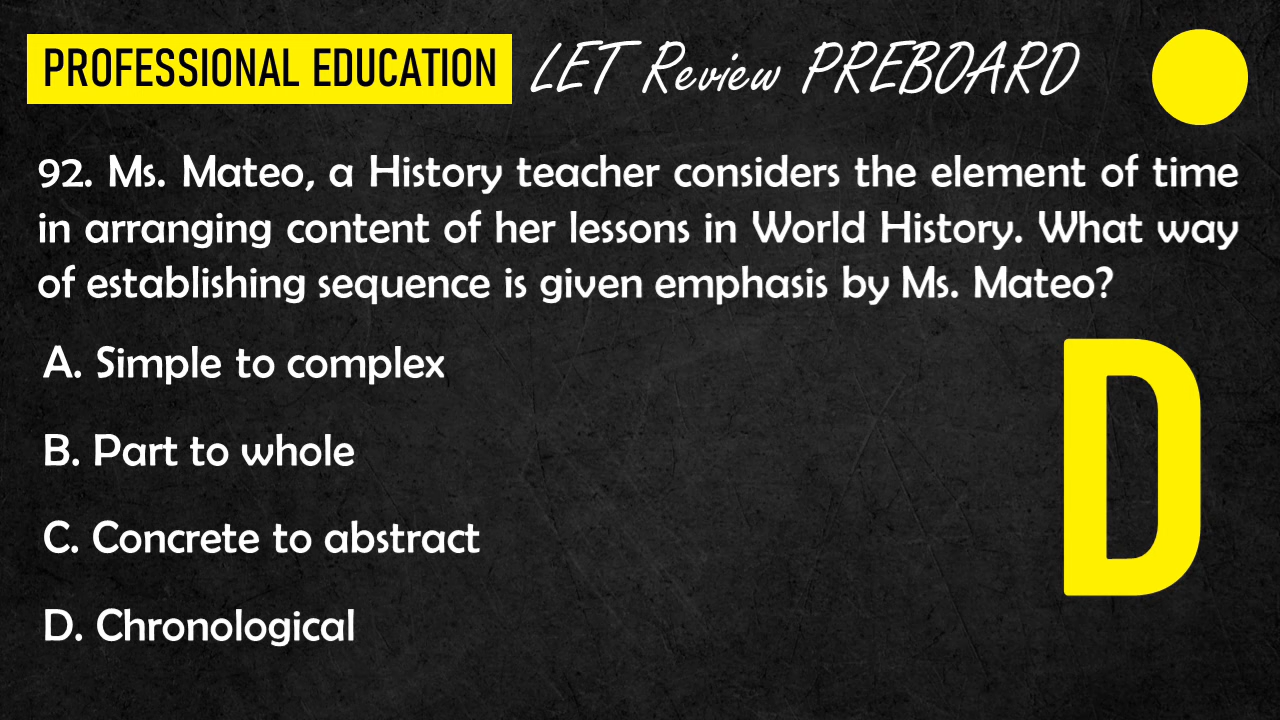 PROFESSIONAL EDUCATION LET Review PREBOARD
92. Ms. Mateo, a History teacher considers the element of time
in arranging content of her lessons in World History. What way
of establishing sequence is given emphasis by Ms. Mateo?
A. Simple to complex
B. Part to whole
C. Concrete to abstract
D. Chronological
D